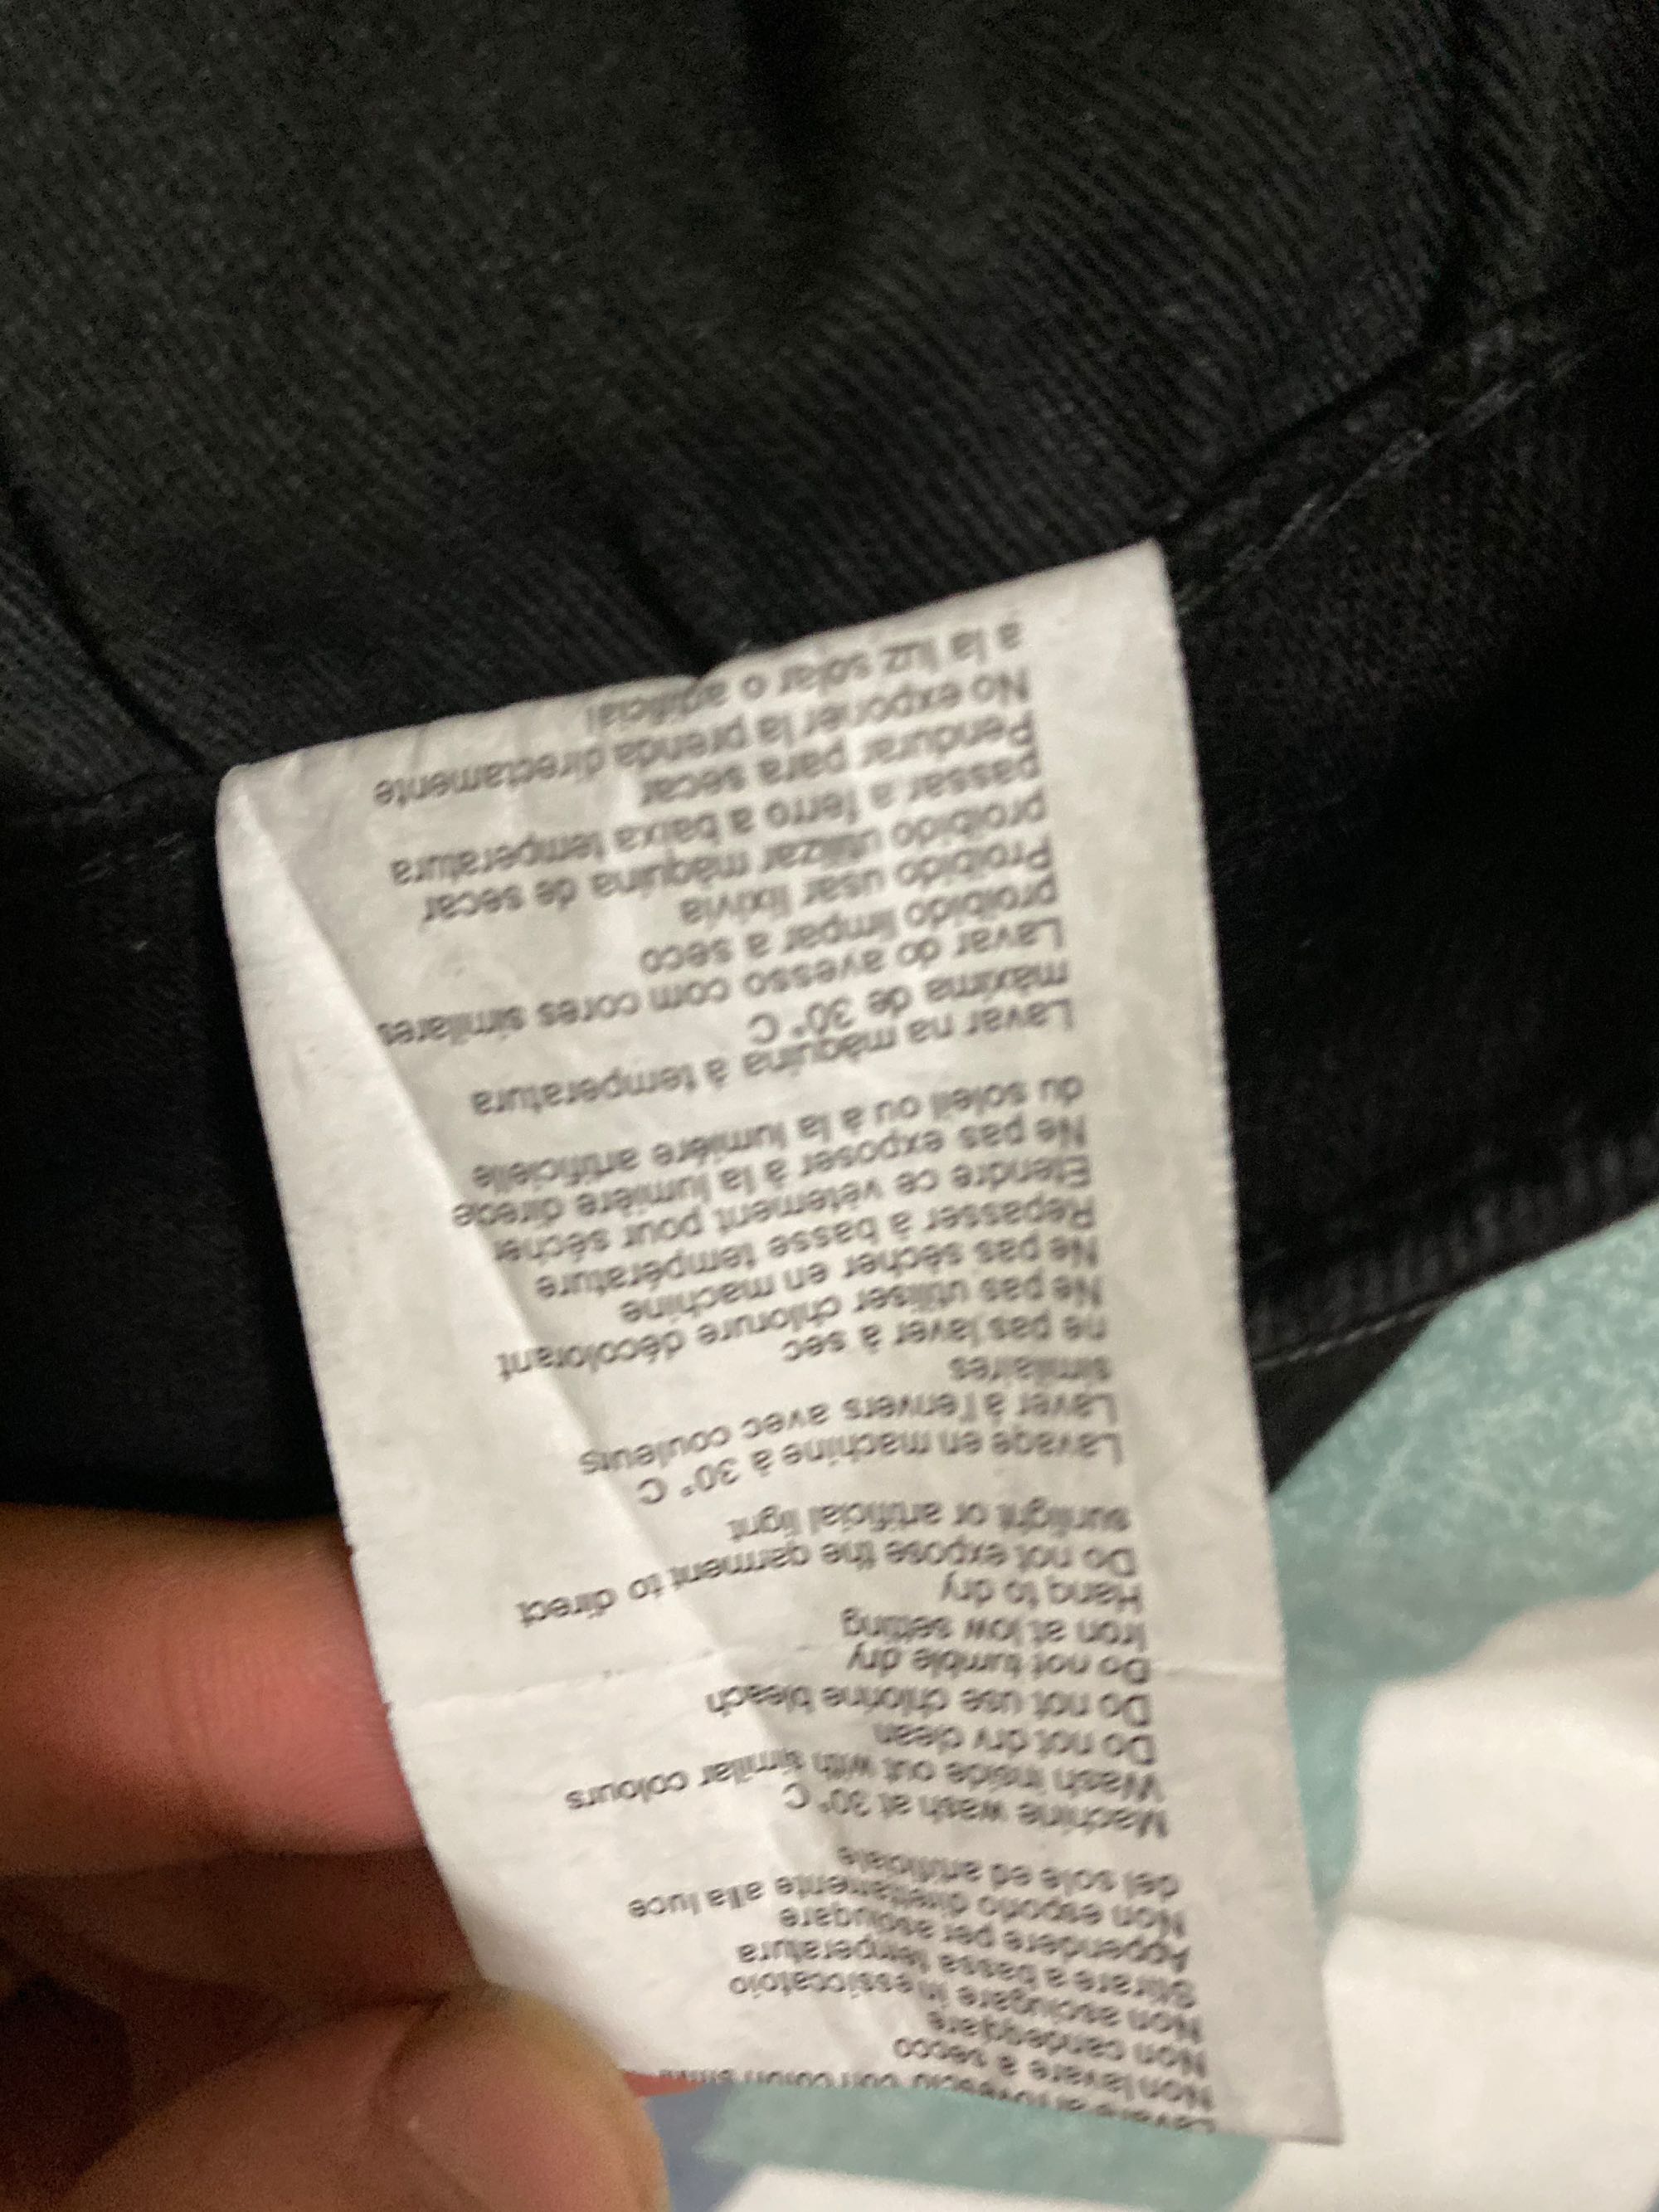 Non lavare a secco
Non candeggiare
Non asciugare in essiccatoio
Stirare a bassa temperatura
Appendere per asciugare
Non esporlo direttamente alla luce
del sole ed artificiale
Machine wash at 30°C
Wash inside out with similar colours
Do not dry clean
Do not use chlorine bleach
Do not tumble dry
Iron at low setting
Hang to dry
Do not expose the garment to direct
sunlight or artificial light
Lavage en machine à 30° C
Laver à l'envers avec couleurs
similaires
ne pas laver à sec
Ne pas utiliser chlorure décolorant
Ne pas sécher en machine
Repasser à basse température
Etendre ce vêtement pour sécher
Ne pas exposer à la lumière directe
du soleil ou à la lumière artificielle
Lavar na máquina à temperatura
máxima de 30° C
Lavar do avesso com cores similares
proibido limpar a seco
Proibido usar lixivia
proibido utilizar máquina de secar
passar a ferro a baixa temperatura
Pendurar para secar
No exponer la prenda directamente
a la luz solar o artificial